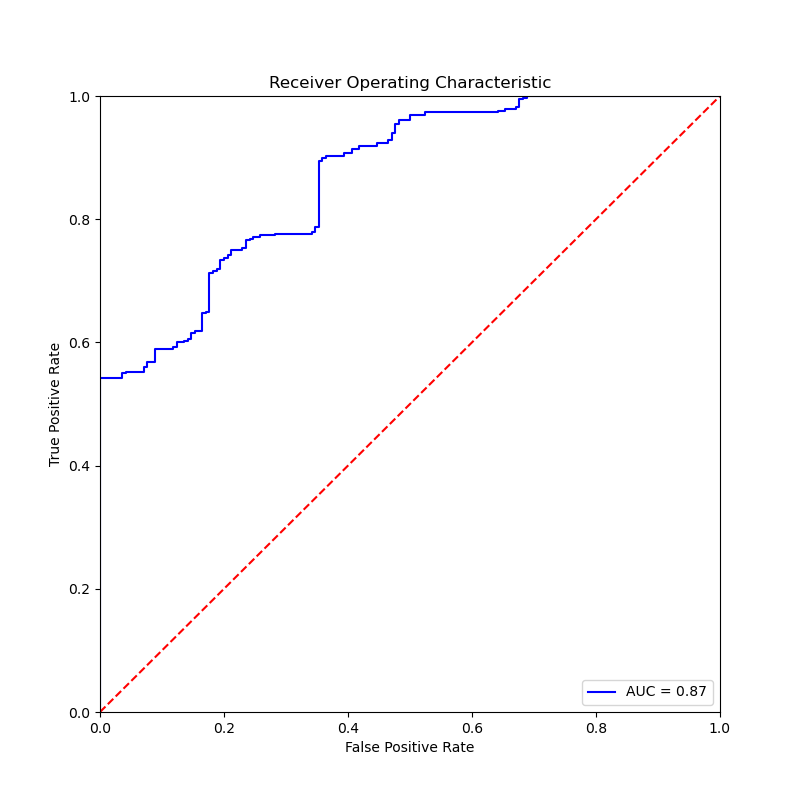 Receiver Operating Characteristic
1.0
0.8
0.6
0.4
0.2
0.0
True Positive Rate
AUC = 0.87
0.0 0.2 0.4 0.6 0.8 1.0
False Positive Rate